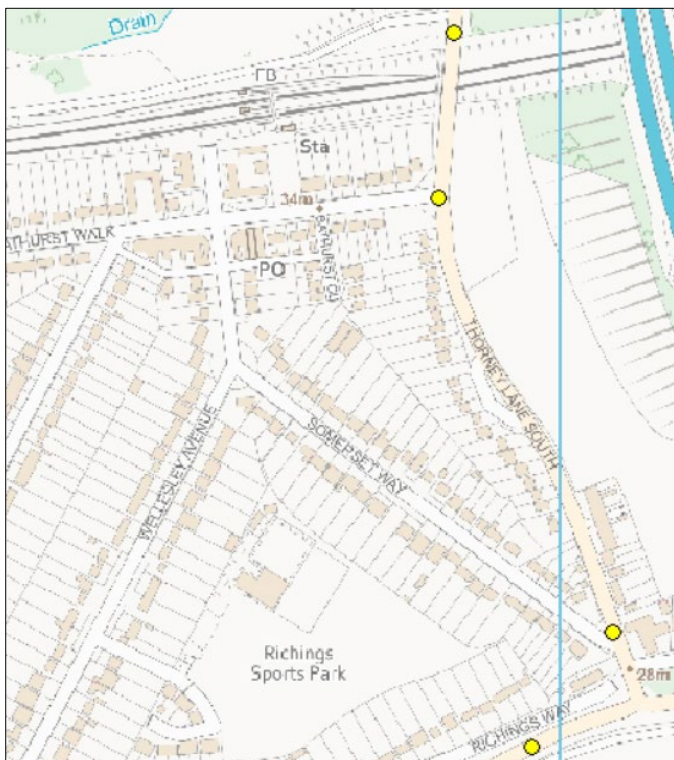 Drain
FB
Sta
34m
ATHURST WALK
PO
THORNEY LANE SOUTH
SOMERSET WAY
WELLESLEY AVENUE
Richings
Sports Park
28m
RICHINGS WAY